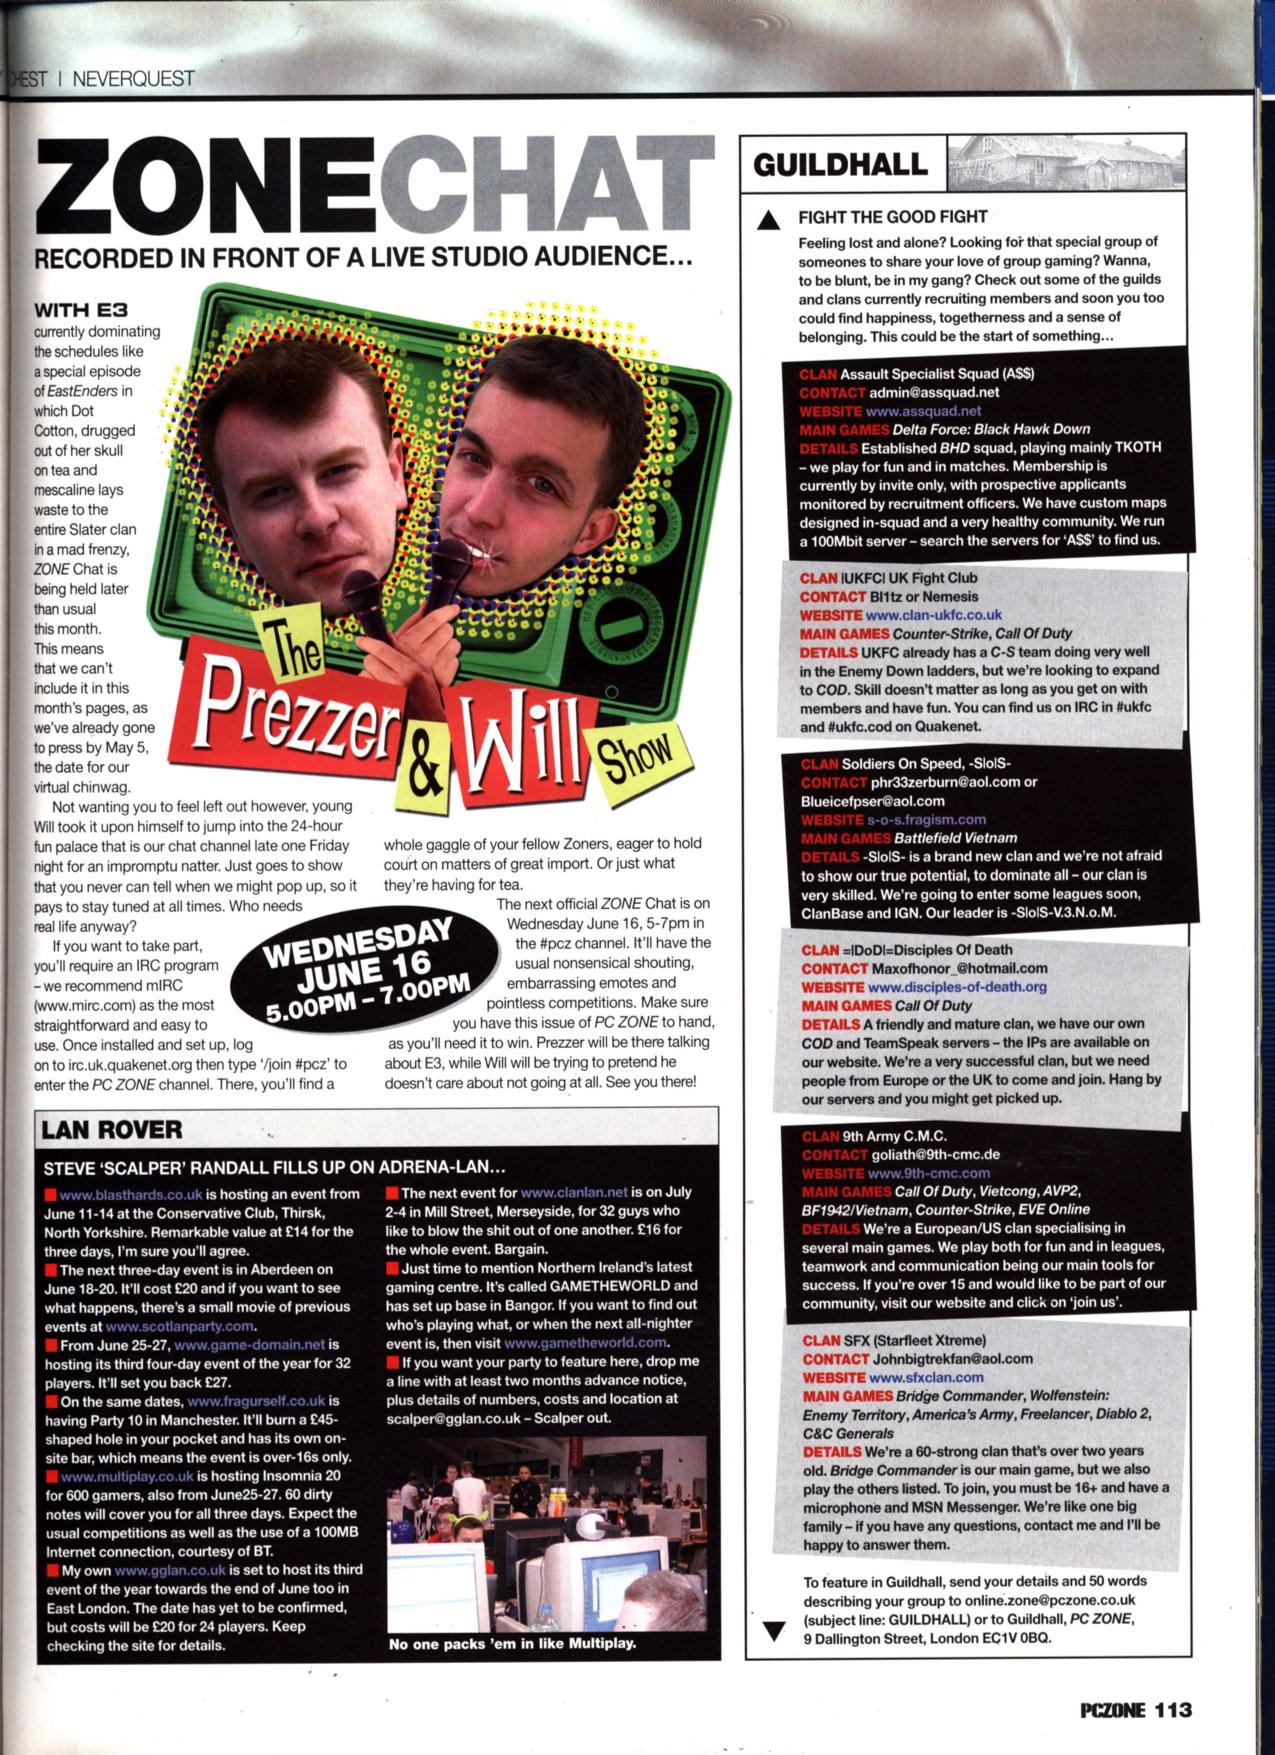 CHEST | NEVERQUEST
ZONECHAT
RECORDED IN FRONT OF A LIVE STUDIO AUDIENCE...
WITH E3
currently dominating
the schedules like
a special episode
of EastEnders in
which Dot
Cotton, drugged
out of her skull
on tea and
mescaline lays
waste to the
entire Slater clan
in a mad frenzy,
ZONE Chat is
being held later
than usual
this month.
This means
that we can't
include it in this
month's pages, as
we've already gone
to press by May 5,
the date for our
virtual chinwag.
Not wanting you to feel left out however, young
Will took it upon himself to jump into the 24-hour
fun palace that is our chat channel late one Friday
night for an impromptu natter. Just goes to show
that you never can tell when we might pop up, so it
pays to stay tuned at all times. Who needs
real life anyway?
If you want to take part,
you'll require an IRC program
– we recommend mIRC
(www.mirc.com) as the most
straightforward and easy to
use. Once installed and set up, log
on to irc.uk.quakenet.org then type '/join #pcz' to
enter the PC ZONE channel. There, you'll find a
The
Prezzer
&
Will
Show
whole gaggle of your fellow Zoners, eager to hold
court on matters of great import. Or just what
they're having for tea.
The next official ZONE Chat is on
Wednesday June 16, 5-7pm in
the #pcz channel. It'll have the
usual nonsensical shouting,
embarrassing emotes and
pointless competitions. Make sure
you have this issue of PC ZONE to hand,
as you'll need it to win. Prezzer will be there talking
about E3, while Will will be trying to pretend he
doesn't care about not going at all. See you there!
WEDNESDAY
JUNE 16
5.00PM – 7.00PM
LAN ROVER
STEVE 'SCALPER' RANDALL FILLS UP ON ADRENA-LAN...
www.blasthards.co.uk is hosting an event from
June 11-14 at the Conservative Club, Thirsk,
North Yorkshire. Remarkable value at £14 for the
three days, I'm sure you'll agree.
The next three-day event is in Aberdeen on
June 18-20. It'll cost £20 and if you want to see
what happens, there's a small movie of previous
events at www.scotlanparty.com.
From June 25-27, www.game-domain.net is
hosting its third four-day event of the year for 32
players. It'll set you back £27.
On the same dates, www.fragurself.co.uk is
having Party 10 in Manchester. It'll burn a £45-
shaped hole in your pocket and has its own on-
site bar, which means the event is over-16s only.
www.multiplay.co.uk is hosting Insomnia 20
for 600 gamers, also from June25-27. 60 dirty
notes will cover you for all three days. Expect the
usual competitions as well as the use of a 100MB
Internet connection, courtesy of BT.
My own www.gglan.co.uk is set to host its third
event of the year towards the end of June too in
East London. The date has yet to be confirmed,
but costs will be £20 for 24 players. Keep
checking the site for details.
The next event for www.clanlan.net is on July
2-4 in Mill Street, Merseyside, for 32 guys who
like to blow the shit out of one another. £16 for
the whole event. Bargain.
Just time to mention Northern Ireland's latest
gaming centre. It's called GAMETHEWORLD and
has set up base in Bangor. If you want to find out
who's playing what, or when the next all-nighter
event is, then visit www.gametheworld.com.
If you want your party to feature here, drop me
a line with at least two months advance notice,
plus details of numbers, costs and location at
scalper@gglan.co.uk – Scalper out.
No one packs 'em in like Multiplay.
GUILDHALL
FIGHT THE GOOD FIGHT
Feeling lost and alone? Looking for that special group of
someones to share your love of group gaming? Wanna,
to be blunt, be in my gang? Check out some of the guilds
and clans currently recruiting members and soon you too
could find happiness, togetherness and a sense of
belonging. This could be the start of something...
CLAN Assault Specialist Squad (A$$)
CONTACT admin@assquad.net
WEBSITE www.assquad.net
MAIN GAMES Delta Force: Black Hawk Down
DETAILS Established BHD squad, playing mainly TKOTH
– we play for fun and in matches. Membership is
currently by invite only, with prospective applicants
monitored by recruitment officers. We have custom maps
designed in-squad and a very healthy community. We run
a 100Mbit server – search the servers for 'A$$' to find us.
CLAN |UKFC| UK Fight Club
CONTACT Bl1tz or Nemesis
WEBSITE www.clan-ukfc.co.uk
MAIN GAMES Counter-Strike, Call Of Duty
DETAILS UKFC already has a C-S team doing very well
in the Enemy Down ladders, but we're looking to expand
to COD. Skill doesn't matter as long as you get on with
members and have fun. You can find us on IRC in #ukfc
and #ukfc.cod on Quakenet.
CLAN Soldiers On Speed, -S|o|S-
CONTACT phr33zerburn@aol.com or
Blueicefpser@aol.com
WEBSITE s-o-s.fragism.com
MAIN GAMES Battlefield Vietnam
DETAILS -S|o|S- is a brand new clan and we're not afraid
to show our true potential, to dominate all – our clan is
very skilled. We're going to enter some leagues soon,
ClanBase and IGN. Our leader is -S|o|S-V.3.N.o.M.
CLAN =|DoD|=Disciples Of Death
CONTACT Maxofhonor_@hotmail.com
WEBSITE www.disciples-of-death.org
MAIN GAMES Call Of Duty
DETAILS A friendly and mature clan, we have our own
COD and TeamSpeak servers – the IPs are available on
our website. We're a very successful clan, but we need
people from Europe or the UK to come and join. Hang by
our servers and you might get picked up.
CLAN 9th Army C.M.C.
CONTACT goliath@9th-cmc.de
WEBSITE www.9th-cmc.com
MAIN GAMES Call Of Duty, Vietcong, AVP2,
BF1942/Vietnam, Counter-Strike, EVE Online
DETAILS We're a European/US clan specialising in
several main games. We play both for fun and in leagues,
teamwork and communication being our main tools for
success. If you're over 15 and would like to be part of our
community, visit our website and click on 'join us'.
CLAN SFX (Starfleet Xtreme)
CONTACT Johnbigtrekfan@aol.com
WEBSITE www.sfxclan.com
MAIN GAMES Bridge Commander, Wolfenstein:
Enemy Territory, America's Army, Freelancer, Diablo 2,
C&C Generals
DETAILS We're a 60-strong clan that's over two years
old. Bridge Commander is our main game, but we also
play the others listed. To join, you must be 16+ and have a
microphone and MSN Messenger. We're like one big
family – if you have any questions, contact me and I'll be
happy to answer them.
To feature in Guildhall, send your details and 50 words
describing your group to online.zone@pczone.co.uk
(subject line: GUILDHALL) or to Guildhall, PC ZONE,
9 Dallington Street, London EC1V 0BQ.
PCZONE 113